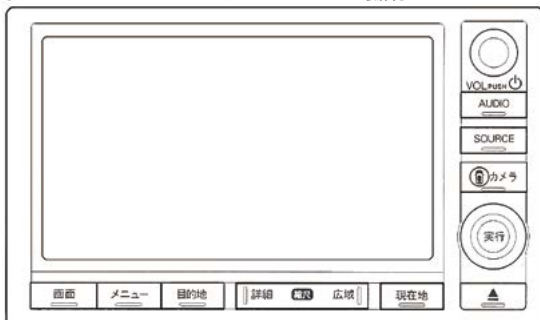 VOL PUSH
AUDIO
SOURCE
カメラ
実行
画面
メニュー
目的地
詳細 縮尺 広域
現在地